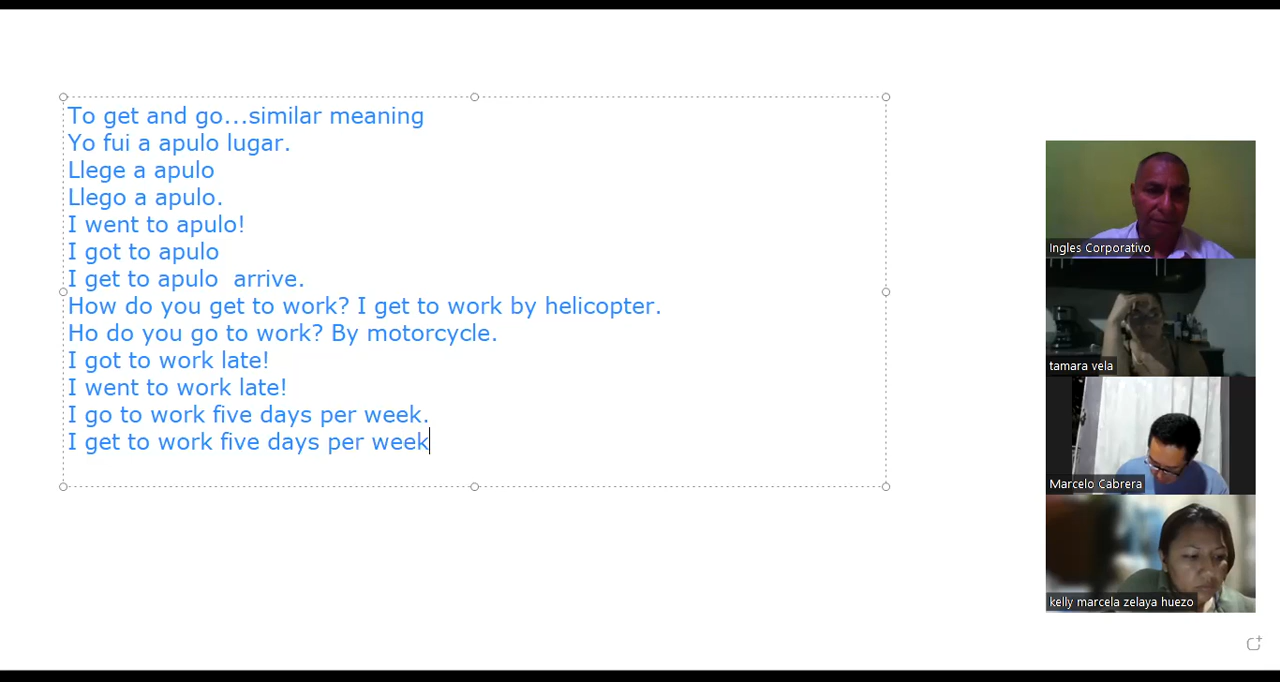 To get and go...similar meaning
Yo fui a apulo lugar.
Llege a apulo
Llego a apulo.
I went to apulo!
I got to apulo
I get to apulo  arrive.
How do you get to work? I get to work by helicopter.
Ho do you go to work? By motorcycle.
I got to work late!
I went to work late!
I go to work five days per week.
I get to work five days per week
Ingles Corporativo
tamara vela
Marcelo Cabrera
kelly marcela zelaya huezo